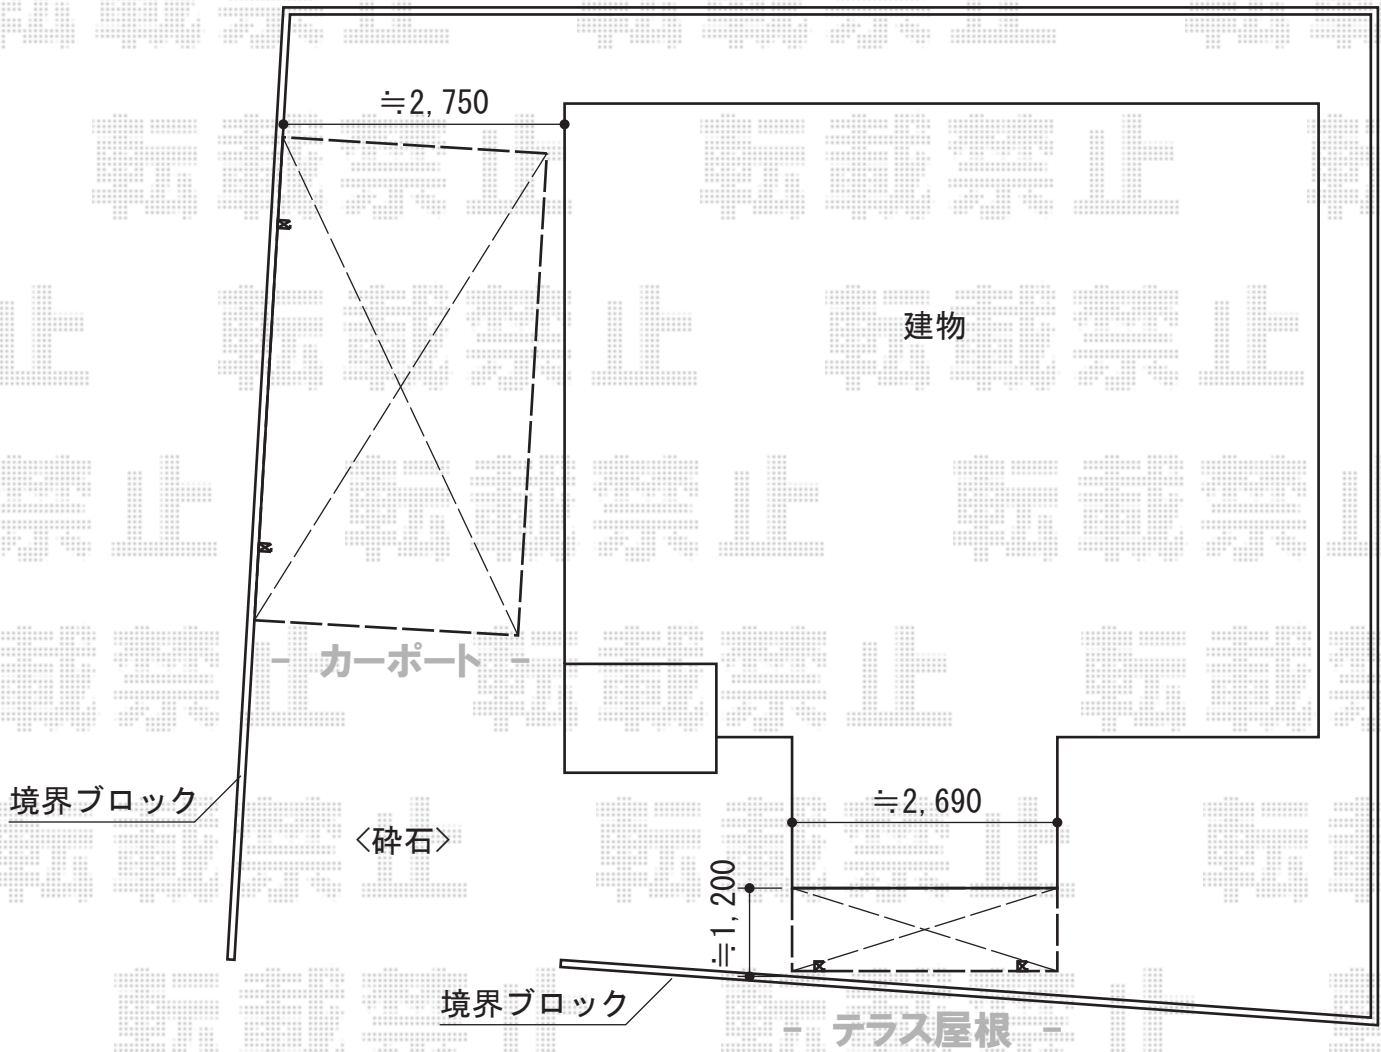 ≒2,750
建物
- カーポート -
境界ブロック
〈砕石〉
≒2,690
≒1,200
境界ブロック
- テラス屋根 -
転載禁止